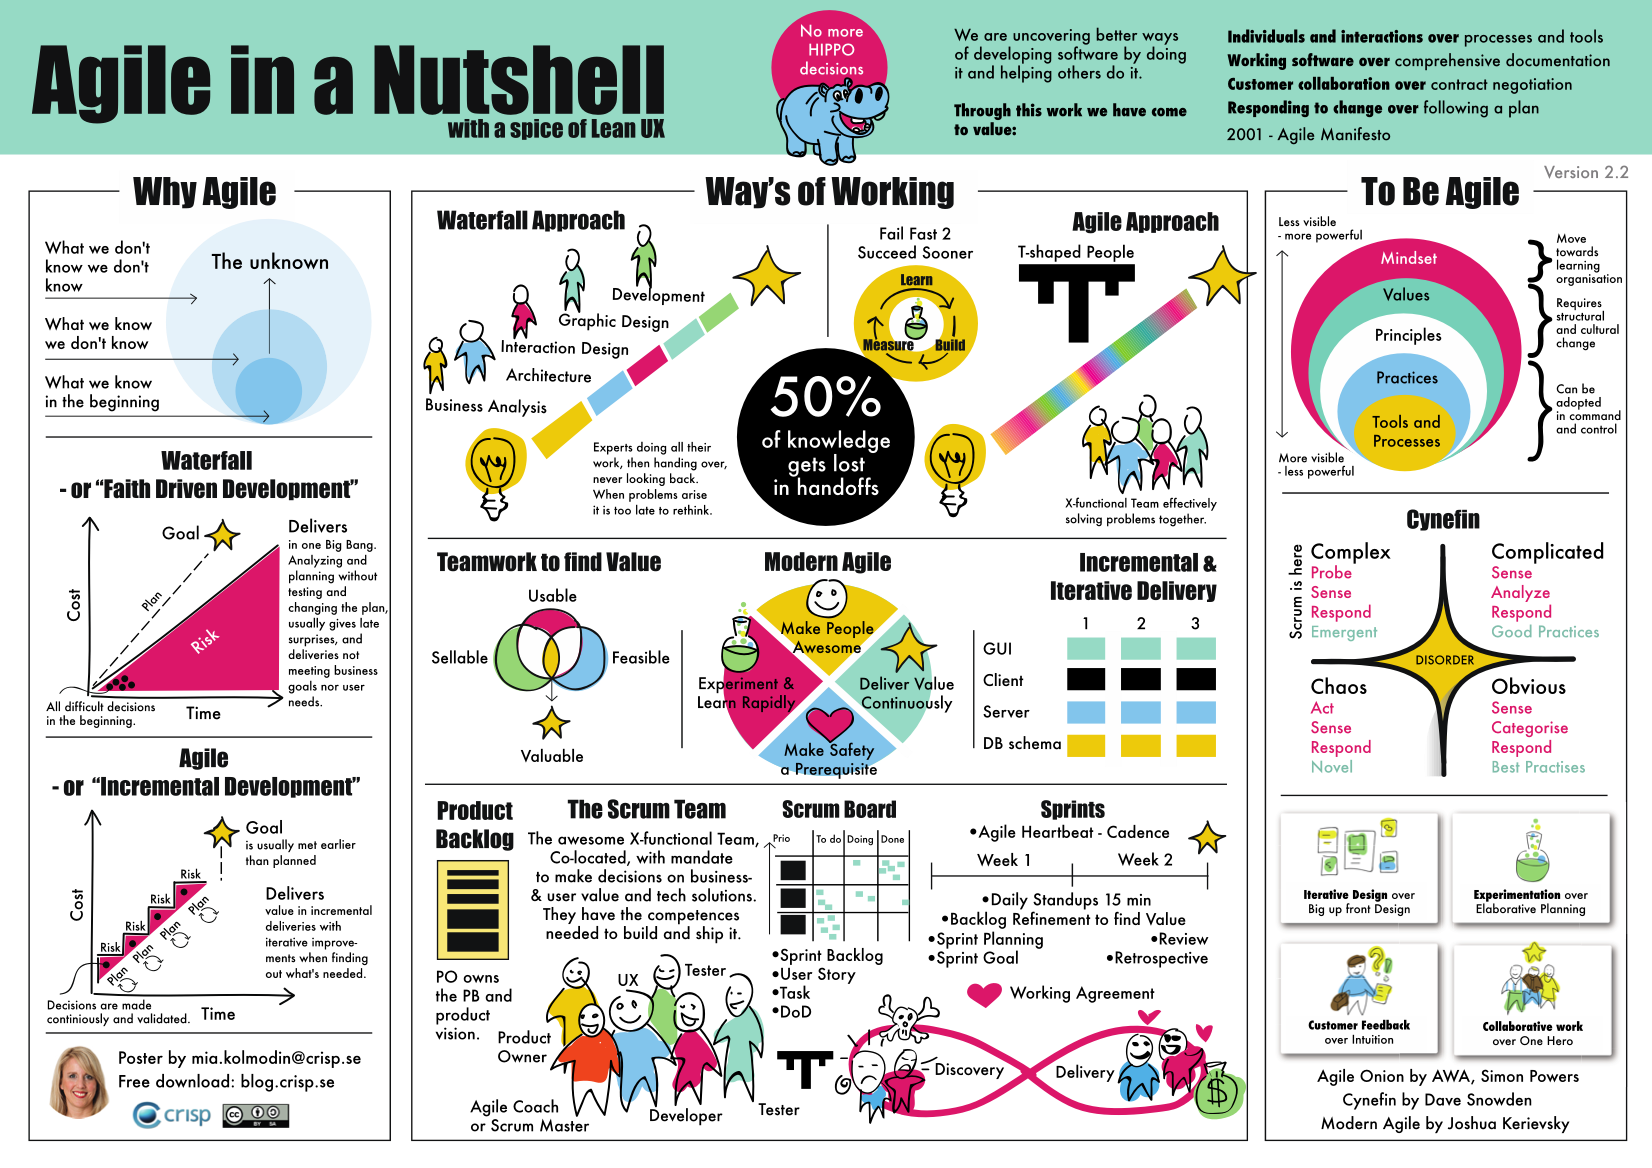 Agile in a Nutshell
with a spice of Lean UX
No more
HIPPO
decisions
We are uncovering better ways
of developing software by doing
it and helping others do it.
Through this work we have come
to value:
Individuals and interactions over processes and tools
Working software over comprehensive documentation
Customer collaboration over contract negotiation
Responding to change over following a plan
2001 - Agile Manifesto
Version 2.2
Why Agile
What we don't
know we don't
know
The unknown
What we know
we don't know
What we know
in the beginning
Waterfall
- or “Faith Driven Development”
Cost
Goal
Plan
Risk
Delivers
in one Big Bang.
Analyzing and
planning without
testing and
changing the plan,
usually gives late
surprises, and
deliveries not
meeting business
goals nor user
needs.
All difficult decisions
in the beginning.
Time
Agile
- or “Incremental Development”
Cost
Goal
is usually met earlier
than planned
Risk
Risk
Risk
Risk
Plan
Plan
Plan
Plan
Delivers
value in incremental
deliveries with
iterative improve-
ments when finding
out what's needed.
Decisions are made
continiously and validated.
Time
Poster by mia.kolmodin@crisp.se
Free download: blog.crisp.se
crisp
cc
BY SA
Way’s of Working
Waterfall Approach
Development
Graphic Design
Interaction Design
Architecture
Business Analysis
Experts doing all their
work, then handing over,
never looking back.
When problems arise
it is too late to rethink.
Fail Fast 2
Succeed Sooner
Learn
Measure
Build
50%
of knowledge
gets lost
in handoffs
Agile Approach
T-shaped People
X-functional Team effectively
solving problems together.
Teamwork to find Value
Usable
Sellable
Feasible
Valuable
Modern Agile
Make People
Awesome
Experiment &
Learn Rapidly
Deliver Value
Continuously
Make Safety
a Prerequisite
Incremental &
Iterative Delivery
1 2 3
GUI
Client
Server
DB schema
Product
Backlog
PO owns
the PB and
product
vision.
The Scrum Team
The awesome X-functional Team,
Co-located, with mandate
to make decisions on business-
& user value and tech solutions.
They have the competences
needed to build and ship it.
UX
Tester
Product
Owner
Agile Coach
or Scrum Master
Developer
Tester
Scrum Board
Prio
To do
Doing
Done
•Sprint Backlog
•User Story
•Task
•DoD
Sprints
•Agile Heartbeat - Cadence
Week 1
Week 2
•Daily Standups 15 min
•Backlog Refinement to find Value
•Sprint Planning
•Review
•Sprint Goal
•Retrospective
Working Agreement
Discovery
Delivery
$
To Be Agile
Less visible
- more powerful
Mindset
Values
Principles
Practices
Tools and
Processes
More visible
- less powerful
Move
towards
learning
organisation
Requires
structural
and cultural
change
Can be
adopted
in command
and control
Cynefin
Scrum is here
Complex
Probe
Sense
Respond
Emergent
Complicated
Sense
Analyze
Respond
Good Practices
DISORDER
Chaos
Act
Sense
Respond
Novel
Obvious
Sense
Categorise
Respond
Best Practises
Iterative Design over
Big up front Design
Experimentation over
Elaborative Planning
Customer Feedback
over Intuition
Collaborative work
over One Hero
Agile Onion by AWA, Simon Powers
Cynefin by Dave Snowden
Modern Agile by Joshua Kerievsky